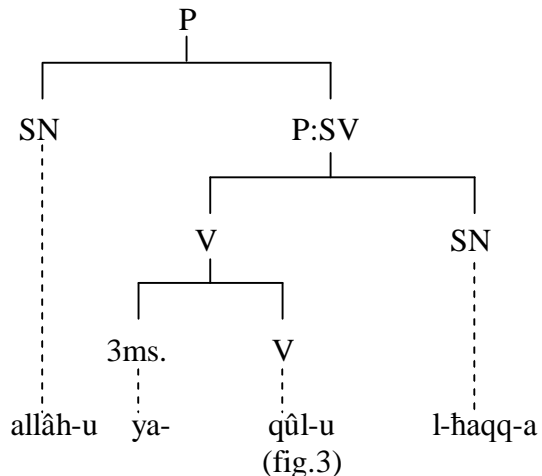 P
SN P:SV
V SN
3ms. V
allâh-u ya- qûl-u l-ħaqq-a
(fig.3)